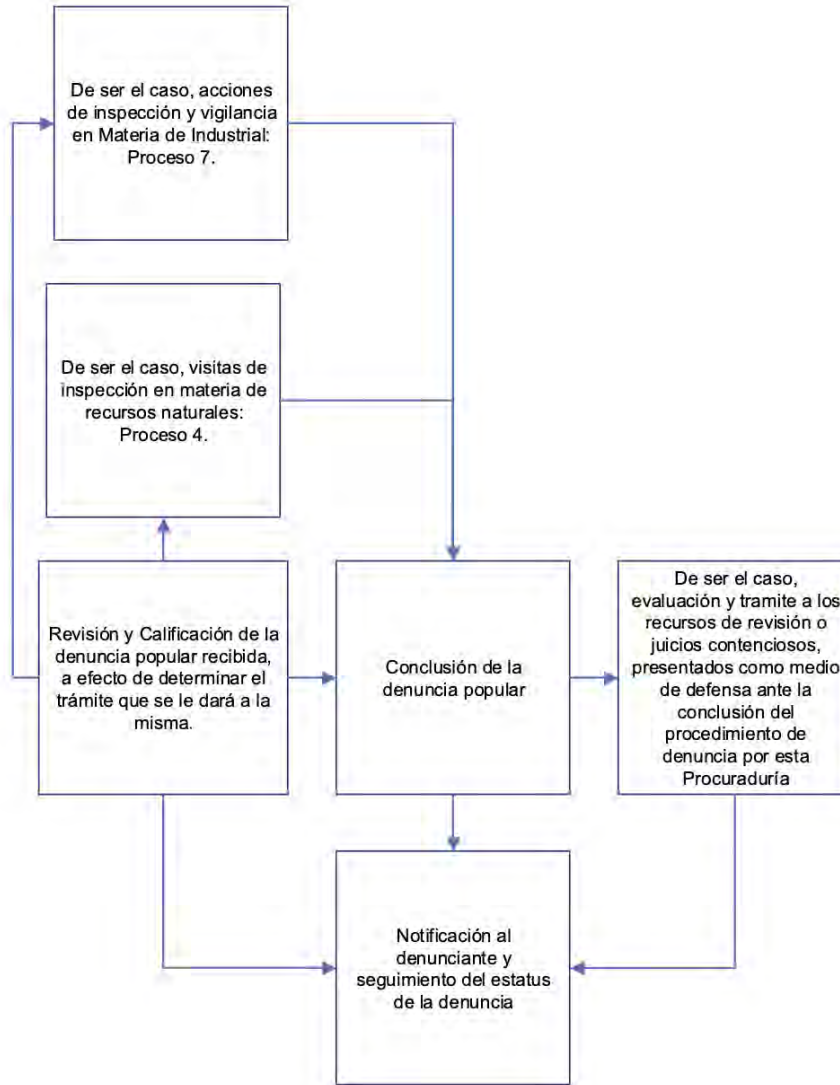 De ser el caso, acciones
de inspección y vigilancia
en Materia de Industrial:
Proceso 7.
De ser el caso, visitas de
inspección en materia de
recursos naturales:
Proceso 4.
Revisión y Calificación de la
denuncia popular recibida,
a efecto de determinar el
trámite que se le dará a la
misma.
Conclusión de la
denuncia popular
De ser el caso,
evaluación y tramite a los
recursos de revisión o
juicios contenciosos,
presentados como medio
de defensa ante la
conclusión del
procedimiento de
denuncia por esta
Procuraduría
Notificación al
denunciante y
seguimiento del estatus
de la denuncia